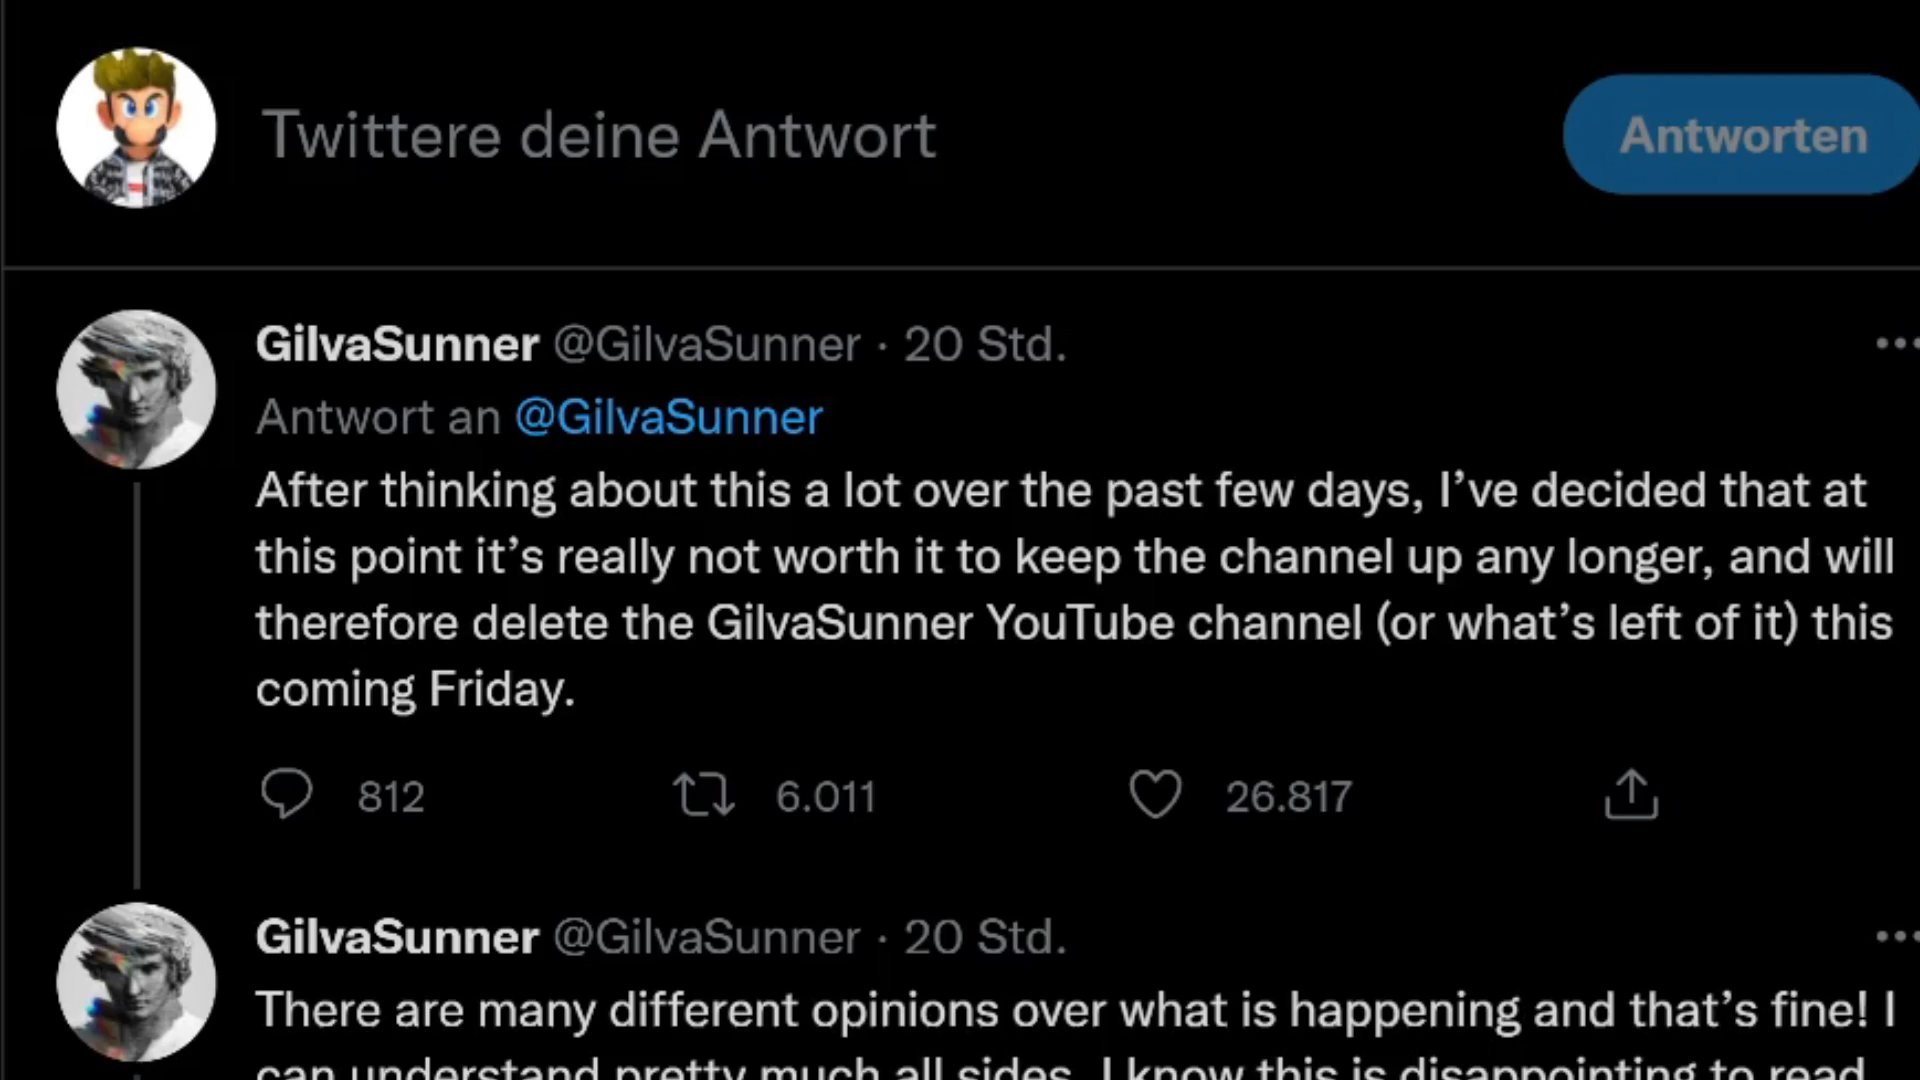 Twittere deine Antwort
Antworten
GilvaSunner @GilvaSunner · 20 Std.
Antwort an @GilvaSunner
After thinking about this a lot over the past few days, I’ve decided that at
this point it’s really not worth it to keep the channel up any longer, and will
therefore delete the GilvaSunner YouTube channel (or what’s left of it) this
coming Friday.
812 6.011 26.817
GilvaSunner @GilvaSunner · 20 Std.
There are many different opinions over what is happening and that’s fine! I
can understand pretty much all sides. I know this is disappointing to read